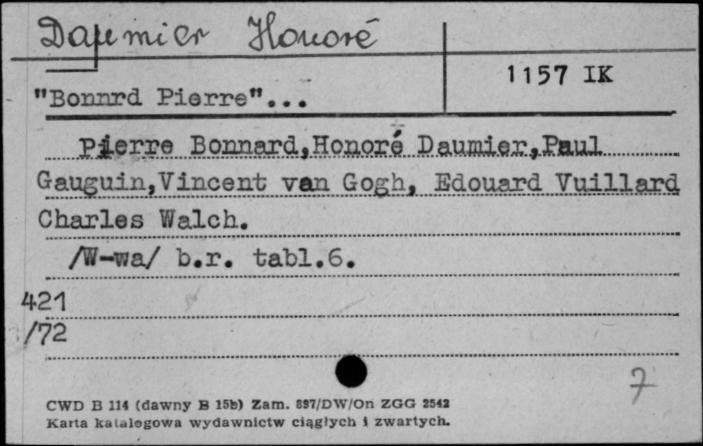 Daumier Honoré
1157 IK
"Bonnrd Pierre"...
Pierre Bonnard,Honoré Daumier,Paul
Gauguin,Vincent van Gogh, Edouard Vuillard
Charles Walch.
/W-wa/ b.r. tabl.6.
421
/72
7
CWD B 114 (dawny B 15b) Zam. 897/DW/On ZGG 2542
Karta katalogowa wydawnictw ciągłych i zwartych.